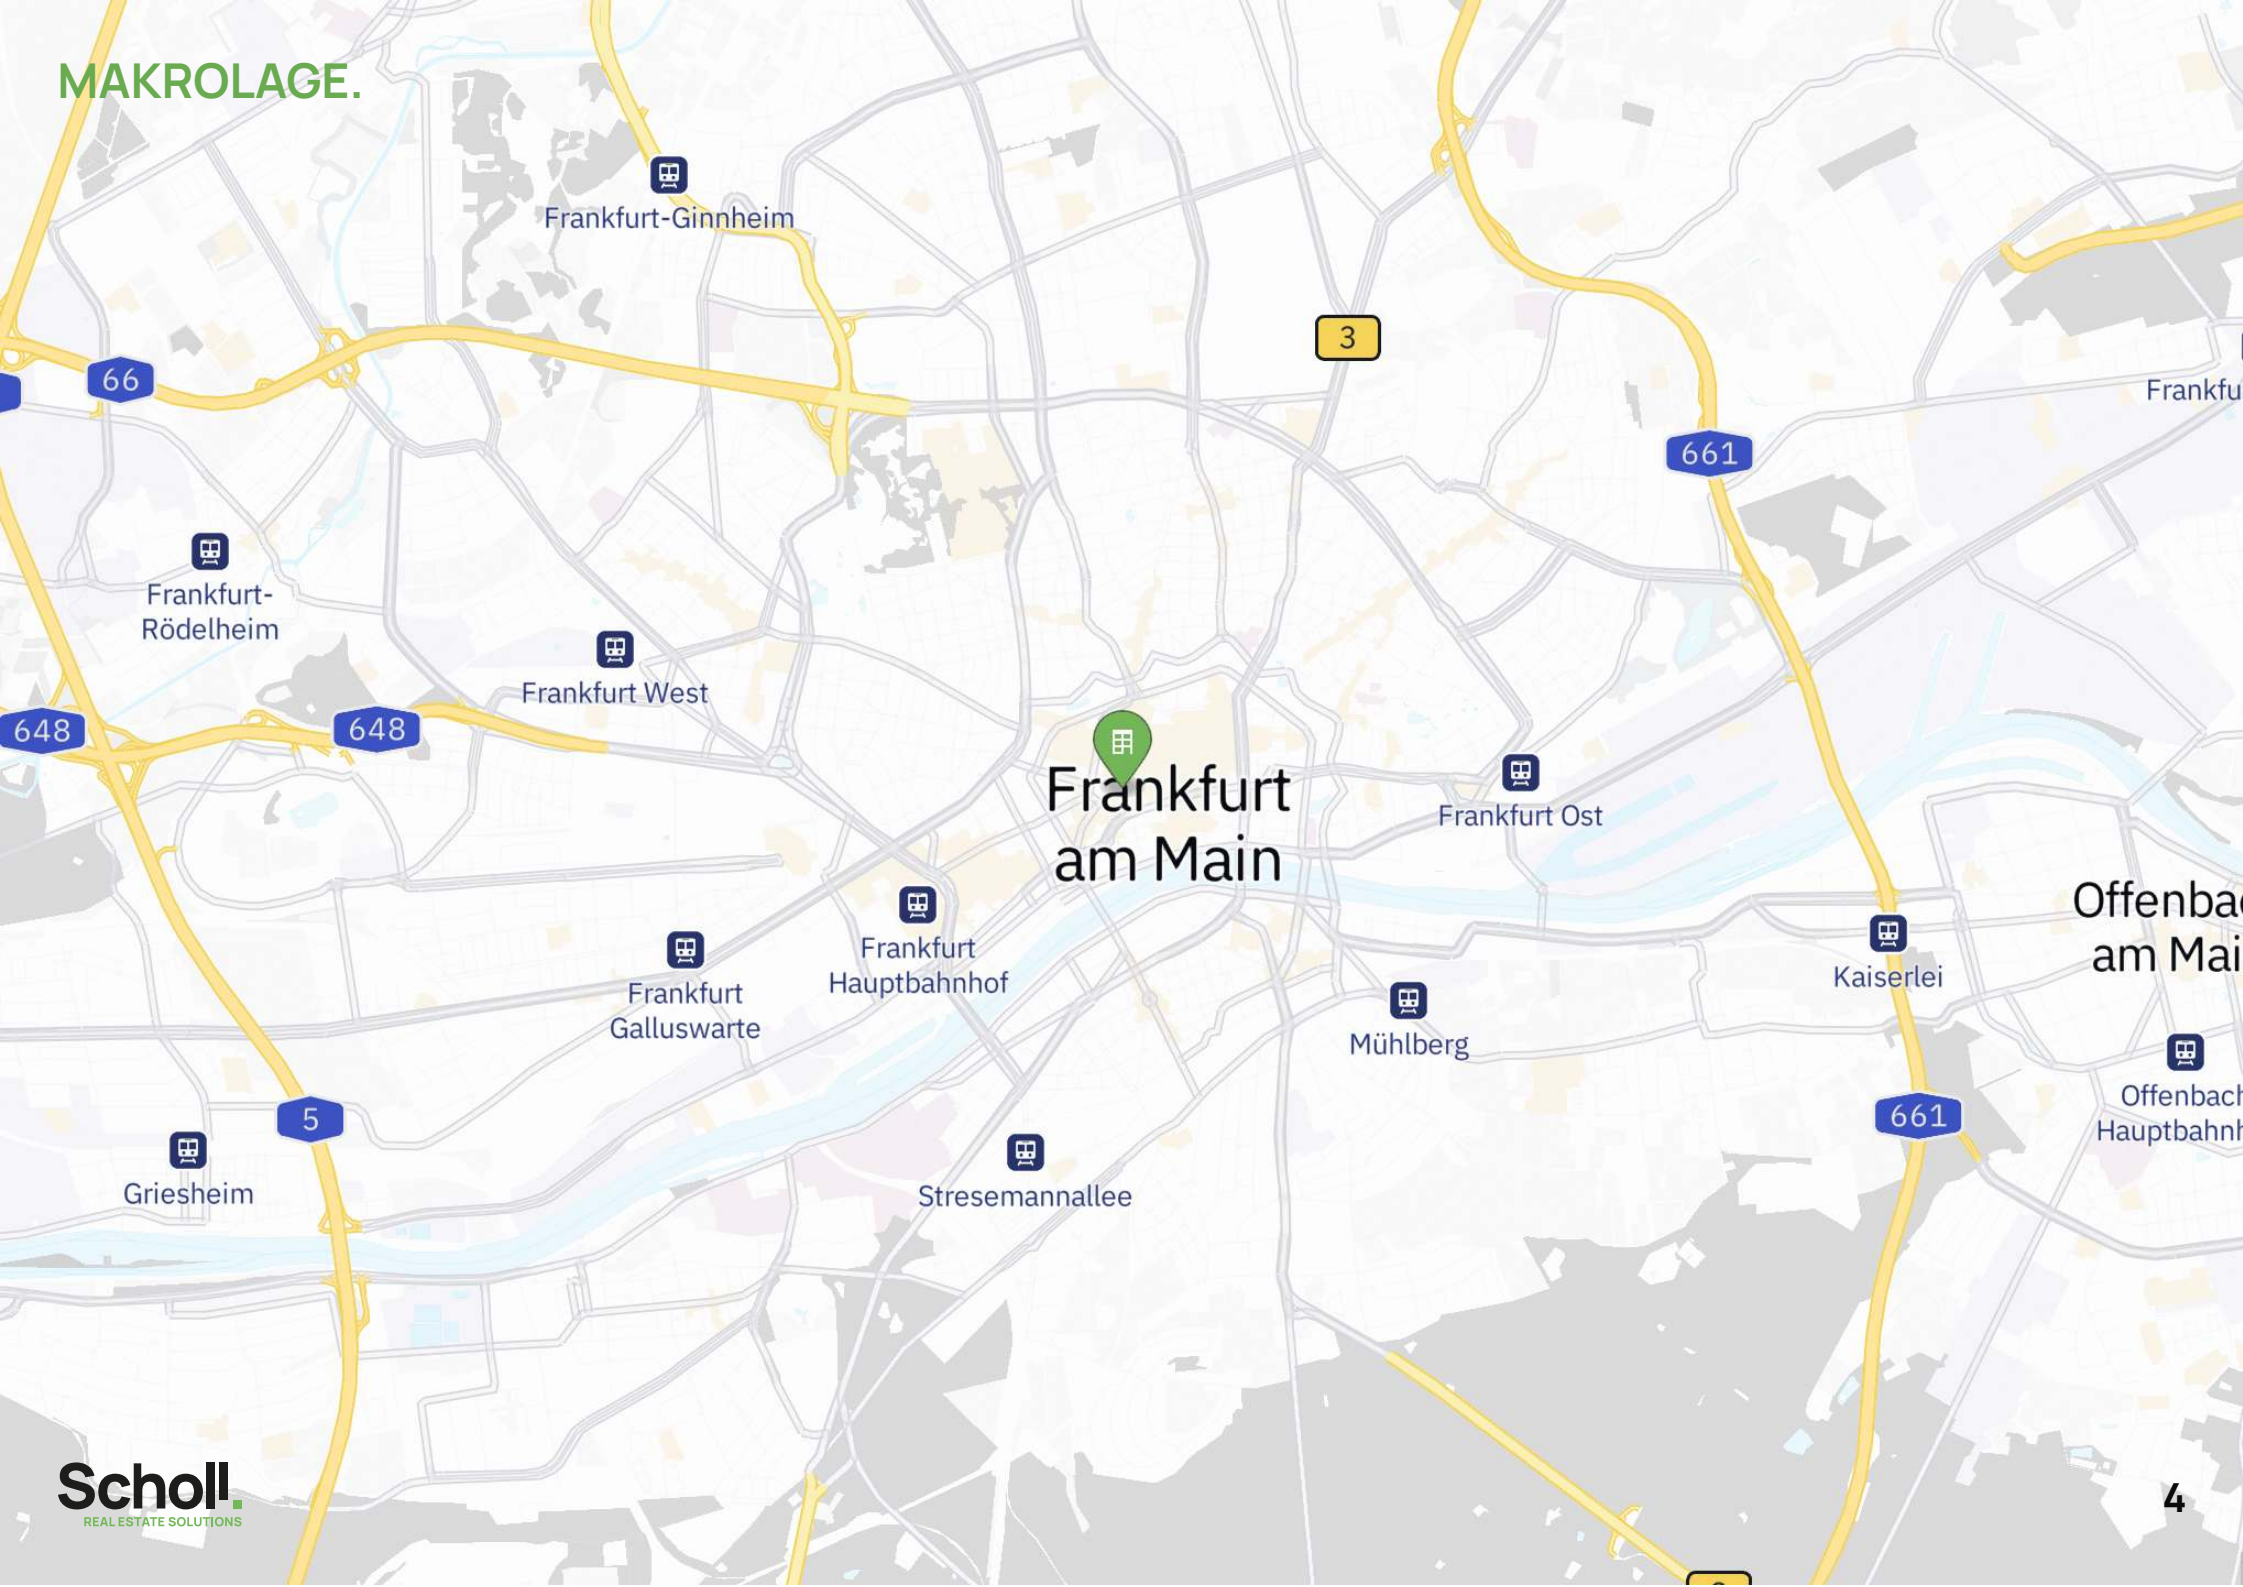 MAKROLAGE.
Frankfurt-Ginnheim
3
66
Frankfu
661
Frankfurt-
Rödelheim
Frankfurt West
648
648
Frankfurt
am Main
Frankfurt Ost
Offenbac
am Mai
Frankfurt
Hauptbahnhof
Kaiserlei
Frankfurt
Galluswarte
Mühlberg
Offenbach
Hauptbahnh
5
661
Griesheim
Stresemannallee
Scholl.
REAL ESTATE SOLUTIONS
4